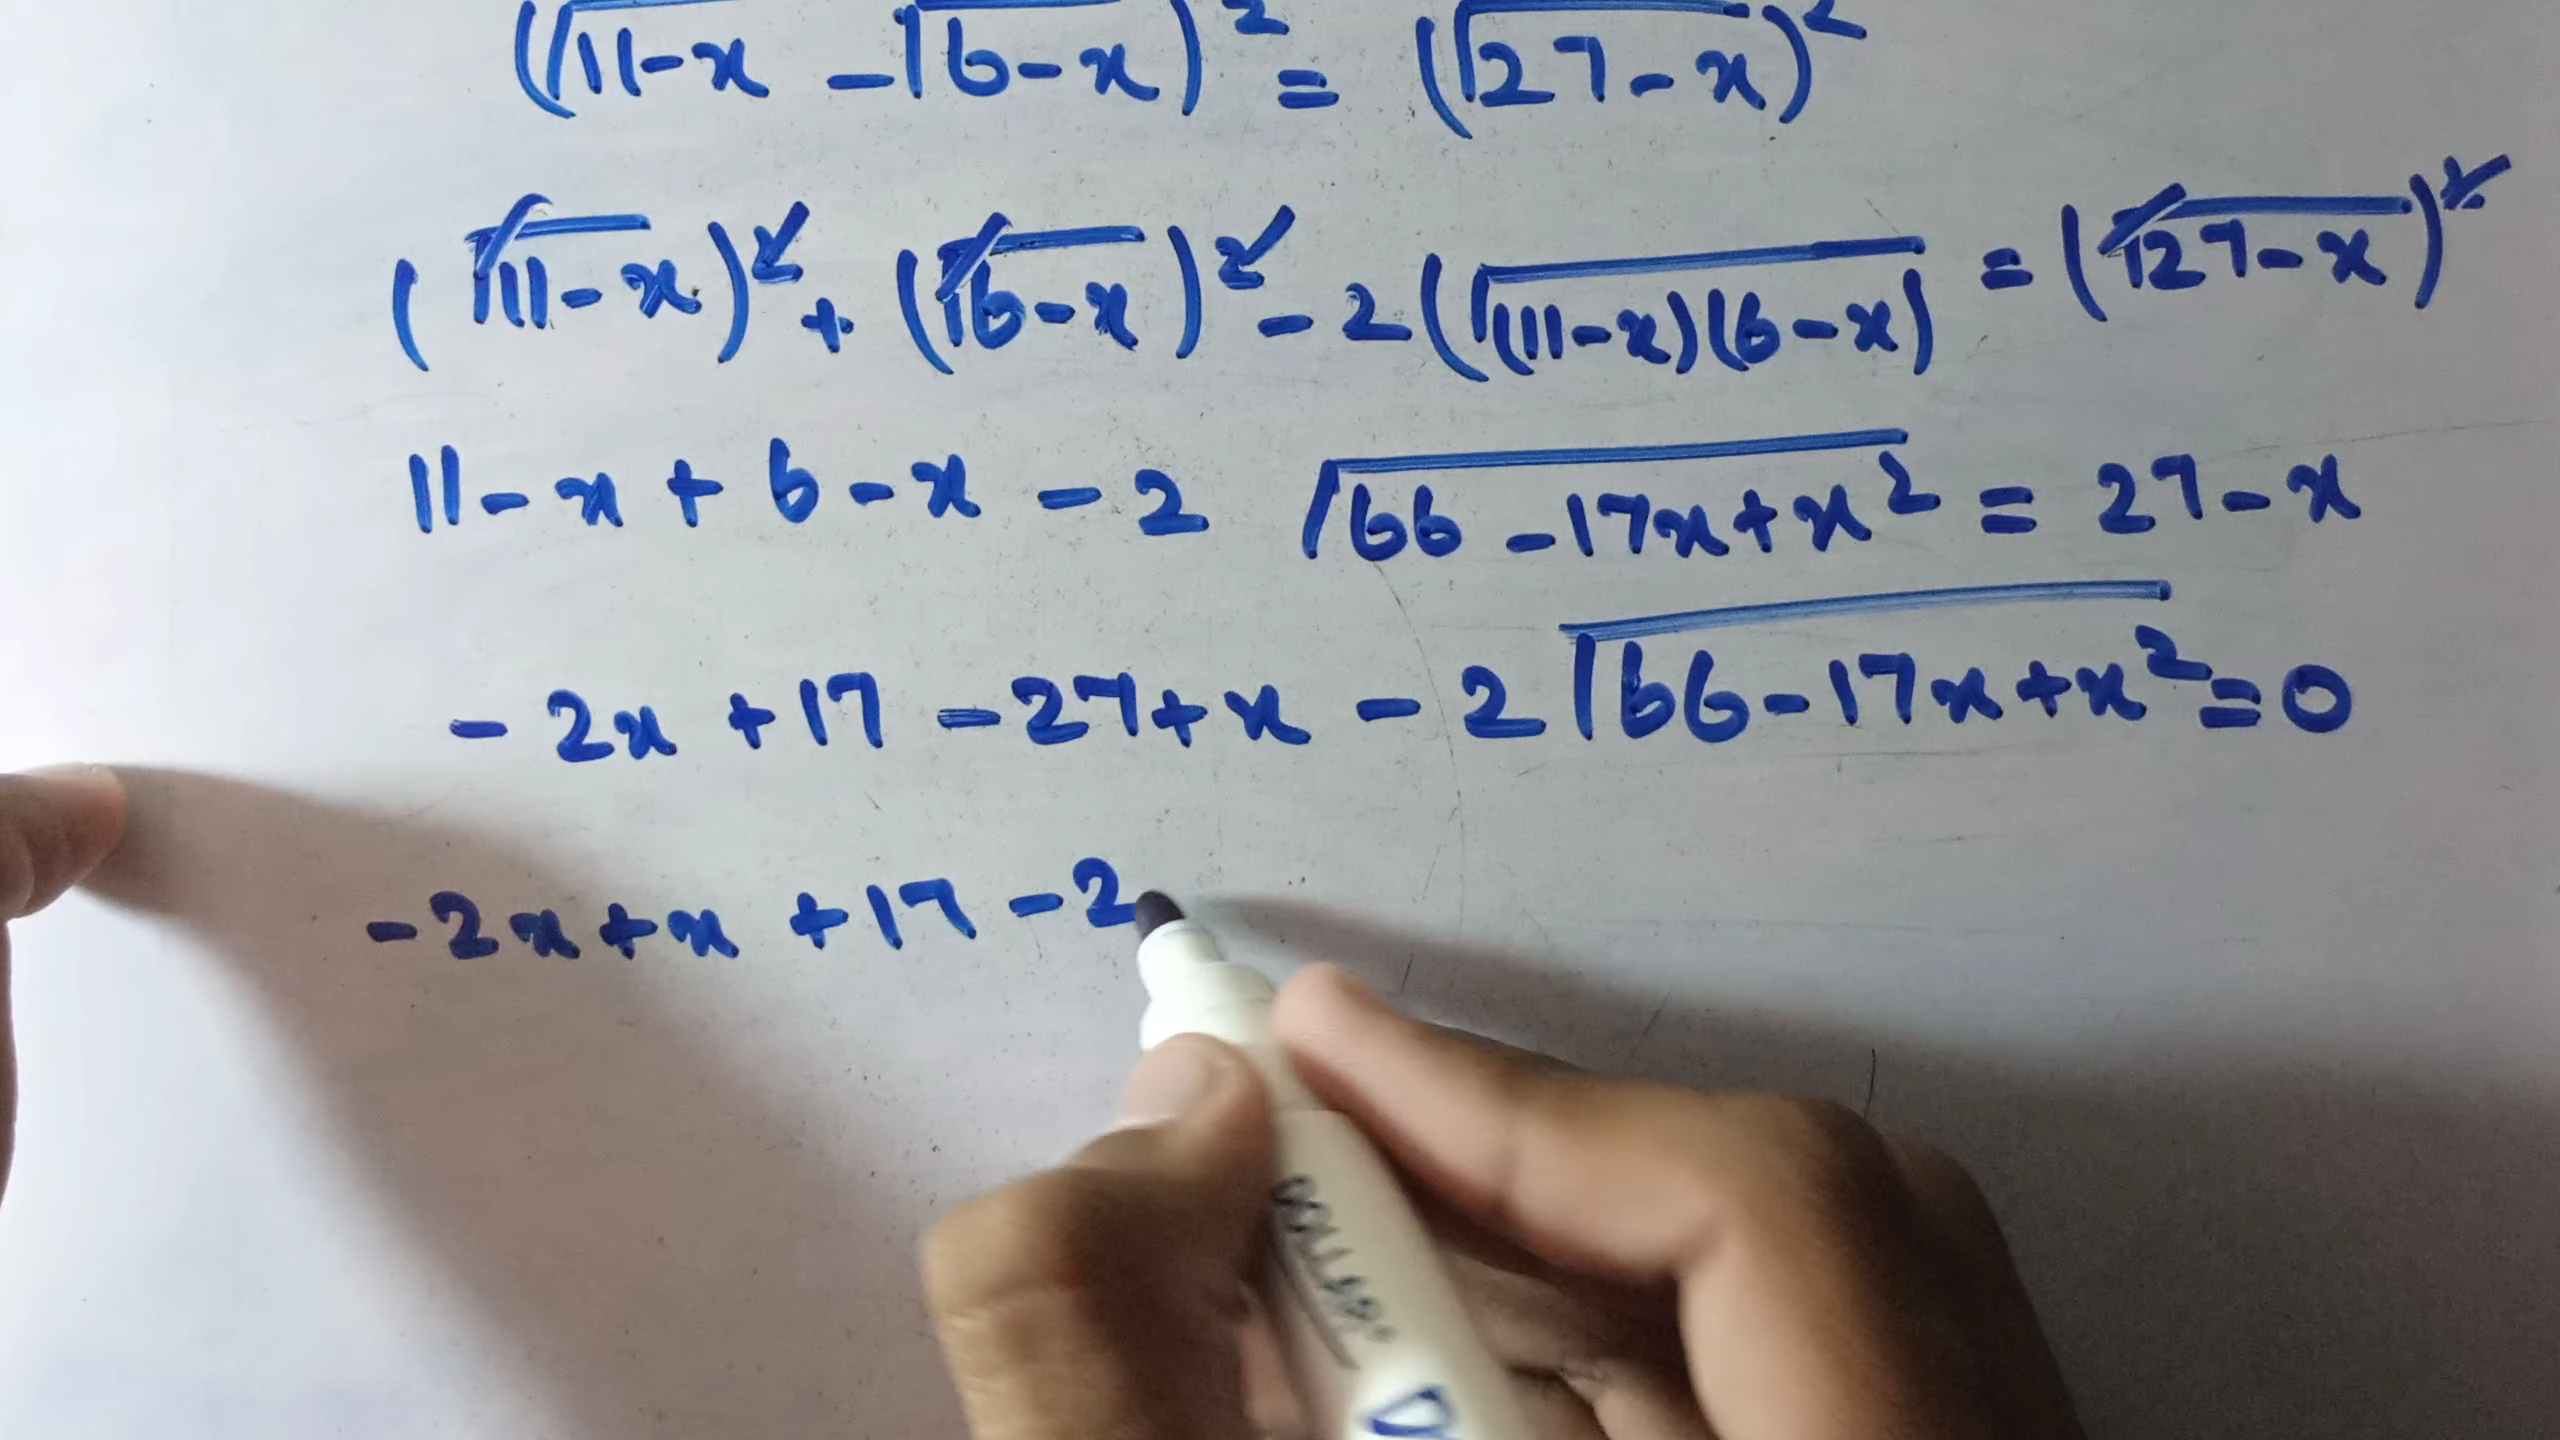 (√11-x - √6-x)² = (√27-x)²
(√11-x)² + (√6-x)² - 2(√(11-x)(6-x) = (√27-x)²
11-x + 6-x - 2 √66-17x+x² = 27-x
-2x +17 -27+x - 2√66-17x+x² = 0
-2x+x +17 -2